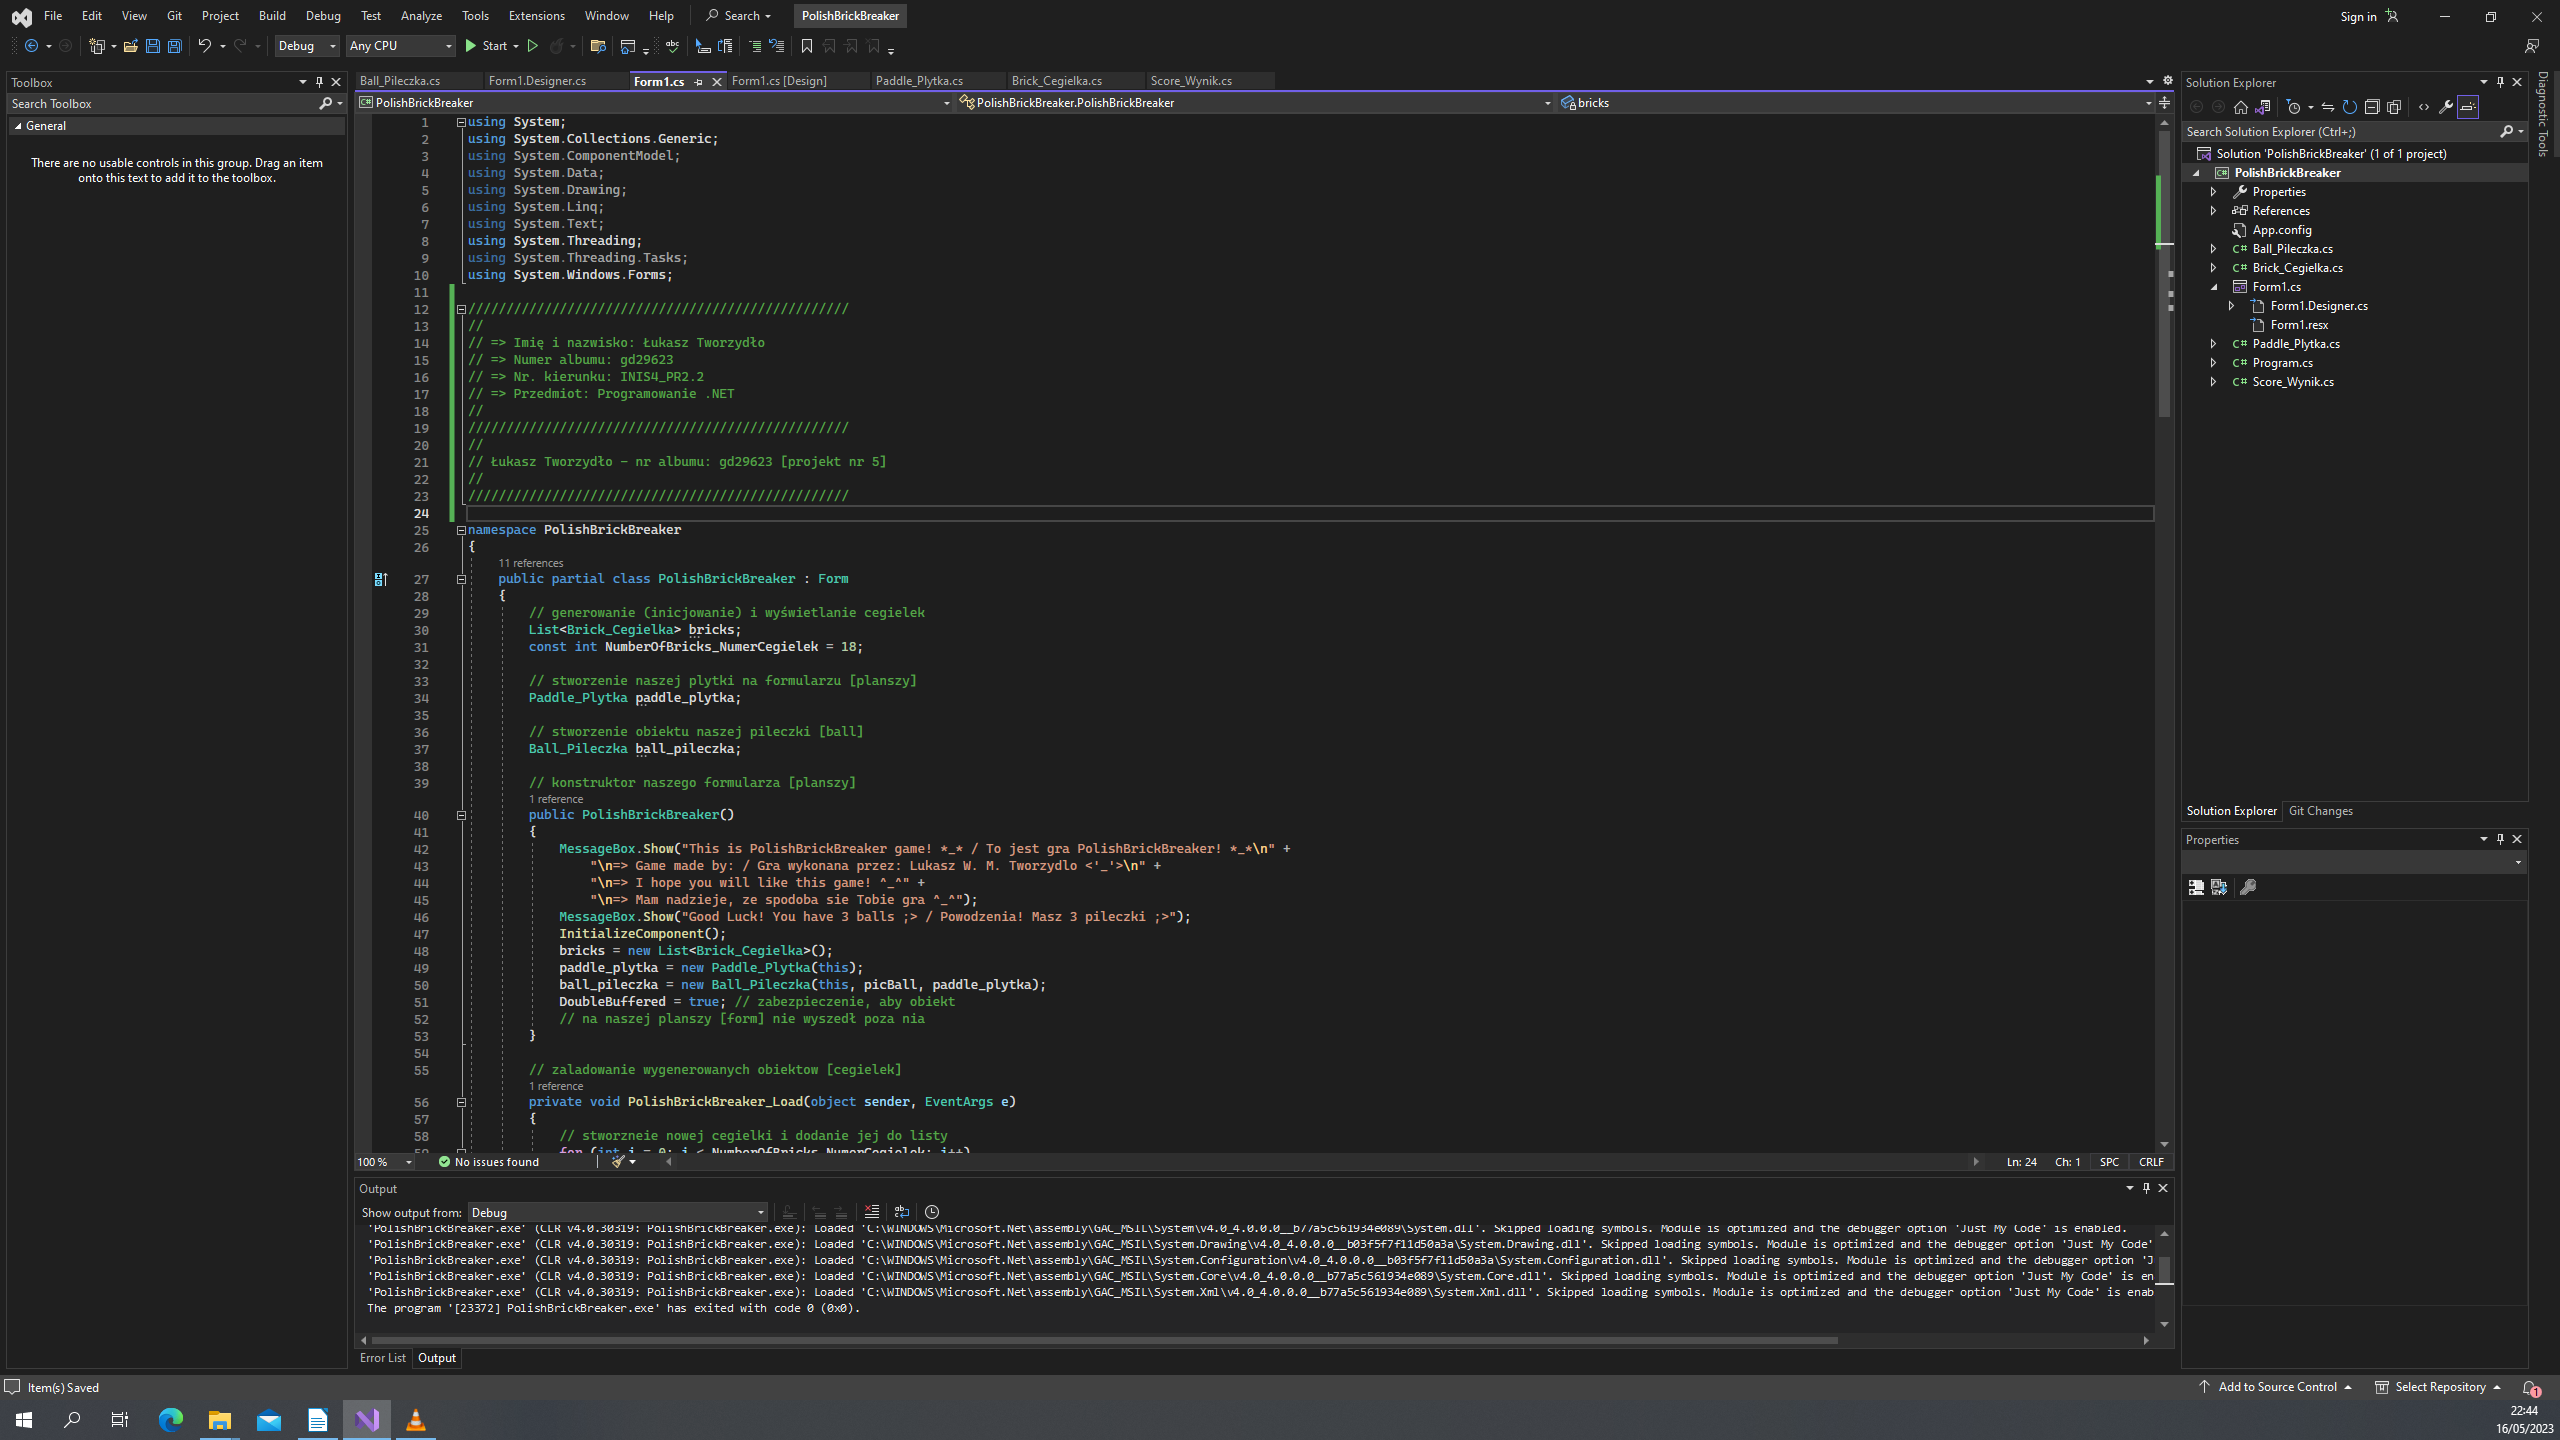 File Edit View Git Project Build Debug Test Analyze Tools Extensions Window Help Search PolishBrickBreaker Sign in
Debug Any CPU Start
Toolbox
Search Toolbox
General
There are no usable controls in this group. Drag an item
onto this text to add it to the toolbox.
Ball_Pileczka.cs Form1.Designer.cs Form1.cs Form1.cs [Design] Paddle_Plytka.cs Brick_Cegielka.cs Score_Wynik.cs
PolishBrickBreaker PolishBrickBreaker.PolishBrickBreaker bricks
1 using System;
2 using System.Collections.Generic;
3 using System.ComponentModel;
4 using System.Data;
5 using System.Drawing;
6 using System.Linq;
7 using System.Text;
8 using System.Threading;
9 using System.Threading.Tasks;
10 using System.Windows.Forms;
11
12 //////////////////////////////////////////////////
13 //
14 // => Imię i nazwisko: Łukasz Tworzydło
15 // => Numer albumu: gd29623
16 // => Nr. kierunku: INIS4_PR2.2
17 // => Przedmiot: Programowanie .NET
18 //
19 //////////////////////////////////////////////////
20 //
21 // Łukasz Tworzydło - nr albumu: gd29623 [projekt nr 5]
22 //
23 //////////////////////////////////////////////////
24
25 namespace PolishBrickBreaker
26 {
11 references
27 public partial class PolishBrickBreaker : Form
28 {
29 // generowanie (inicjowanie) i wyświetlanie cegielek
30 List<Brick_Cegielka> bricks;
31 const int NumberOfBricks_NumerCegielek = 18;
32
33 // stworzenie naszej plytki na formularzu [planszy]
34 Paddle_Plytka paddle_plytka;
35
36 // stworzenie obiektu naszej pileczki [ball]
37 Ball_Pileczka ball_pileczka;
38
39 // konstruktor naszego formularza [planszy]
1 reference
40 public PolishBrickBreaker()
41 {
42 MessageBox.Show("This is PolishBrickBreaker game! *_* / To jest gra PolishBrickBreaker! *_*\n" +
43 "\n=> Game made by: / Gra wykonana przez: Lukasz W. M. Tworzydlo <'_'>\n" +
44 "\n=> I hope you will like this game! ^_^" +
45 "\n=> Mam nadzieje, ze spodoba sie Tobie gra ^_^");
46 MessageBox.Show("Good Luck! You have 3 balls ;> / Powodzenia! Masz 3 pileczki ;>");
47 InitializeComponent();
48 bricks = new List<Brick_Cegielka>();
49 paddle_plytka = new Paddle_Plytka(this);
50 ball_pileczka = new Ball_Pileczka(this, picBall, paddle_plytka);
51 DoubleBuffered = true; // zabezpieczenie, aby obiekt
52 // na naszej planszy [form] nie wyszedł poza nia
53 }
54
55 // zaladowanie wygenerowanych obiektow [cegielek]
1 reference
56 private void PolishBrickBreaker_Load(object sender, EventArgs e)
57 {
58 // stworzneie nowej cegielki i dodanie jej do listy
59 for (int i = 0; i < NumberOfBricks_NumerCegielek; i++)
100 % No issues found Ln: 24 Ch: 1 SPC CRLF
Output
Show output from: Debug
'PolishBrickBreaker.exe' (CLR v4.0.30319: PolishBrickBreaker.exe): Loaded 'C:\WINDOWS\Microsoft.Net\assembly\GAC_MSIL\System\v4.0_4.0.0.0__b77a5c561934e089\System.dll'. Skipped loading symbols. Module is optimized and the debugger option 'Just My Code' is enabled.
'PolishBrickBreaker.exe' (CLR v4.0.30319: PolishBrickBreaker.exe): Loaded 'C:\WINDOWS\Microsoft.Net\assembly\GAC_MSIL\System.Drawing\v4.0_4.0.0.0__b03f5f7f11d50a3a\System.Drawing.dll'. Skipped loading symbols. Module is optimized and the debugger option 'Just My Code'
'PolishBrickBreaker.exe' (CLR v4.0.30319: PolishBrickBreaker.exe): Loaded 'C:\WINDOWS\Microsoft.Net\assembly\GAC_MSIL\System.Configuration\v4.0_4.0.0.0__b03f5f7f11d50a3a\System.Configuration.dll'. Skipped loading symbols. Module is optimized and the debugger option 'J
'PolishBrickBreaker.exe' (CLR v4.0.30319: PolishBrickBreaker.exe): Loaded 'C:\WINDOWS\Microsoft.Net\assembly\GAC_MSIL\System.Core\v4.0_4.0.0.0__b77a5c561934e089\System.Core.dll'. Skipped loading symbols. Module is optimized and the debugger option 'Just My Code' is en
'PolishBrickBreaker.exe' (CLR v4.0.30319: PolishBrickBreaker.exe): Loaded 'C:\WINDOWS\Microsoft.Net\assembly\GAC_MSIL\System.Xml\v4.0_4.0.0.0__b77a5c561934e089\System.Xml.dll'. Skipped loading symbols. Module is optimized and the debugger option 'Just My Code' is enab
The program '[23372] PolishBrickBreaker.exe' has exited with code 0 (0x0).
Error List Output
Solution Explorer
Search Solution Explorer (Ctrl+;)
Solution 'PolishBrickBreaker' (1 of 1 project)
PolishBrickBreaker
Properties
References
App.config
C# Ball_Pileczka.cs
C# Brick_Cegielka.cs
Form1.cs
Form1.Designer.cs
Form1.resx
C# Paddle_Plytka.cs
C# Program.cs
C# Score_Wynik.cs
Solution Explorer Git Changes
Properties
Diagnostic Tools
Item(s) Saved Add to Source Control Select Repository 1
22:44
16/05/2023